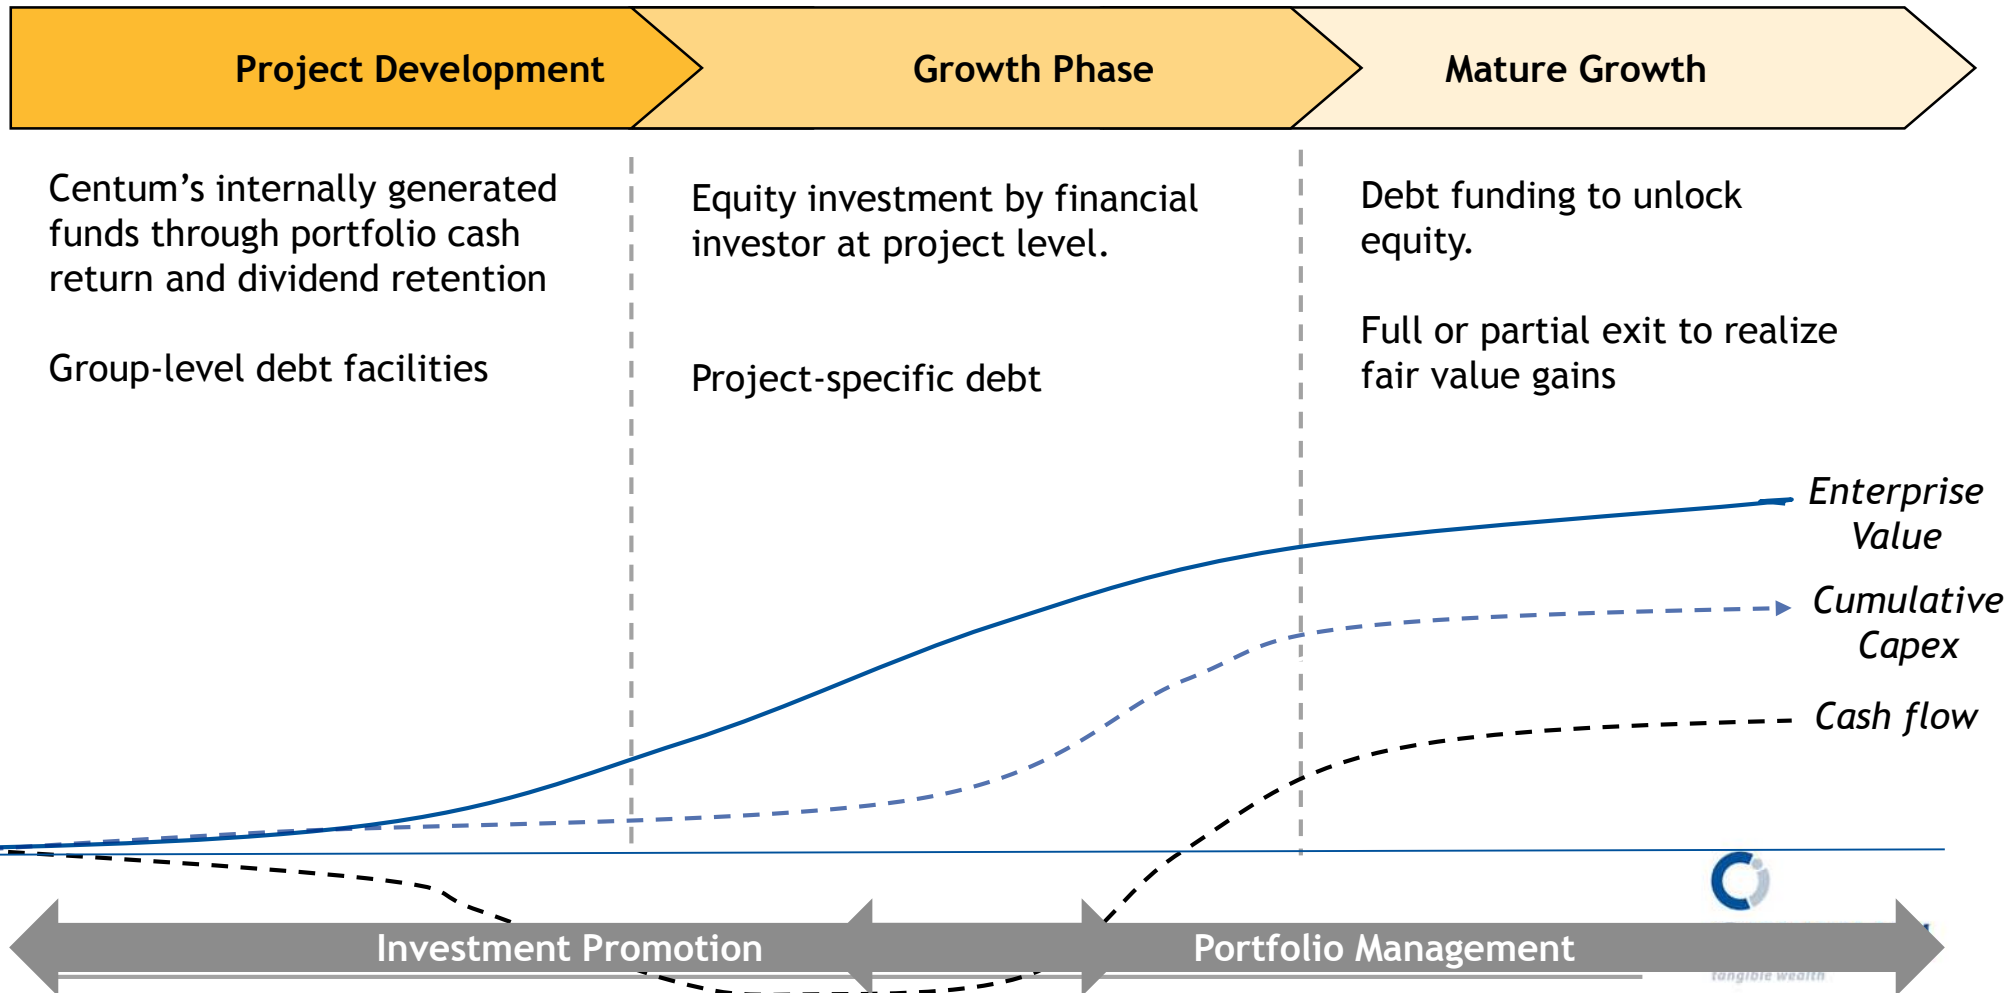 Project Development
Growth Phase
Mature Growth
Centum’s internally generated
funds through portfolio cash
return and dividend retention
Group-level debt facilities
Equity investment by financial
investor at project level.
Project-specific debt
Debt funding to unlock
equity.
Full or partial exit to realize
fair value gains
Enterprise
Value
Cumulative
Capex
Cash flow
Investment Promotion
Portfolio Management
tangible wealth